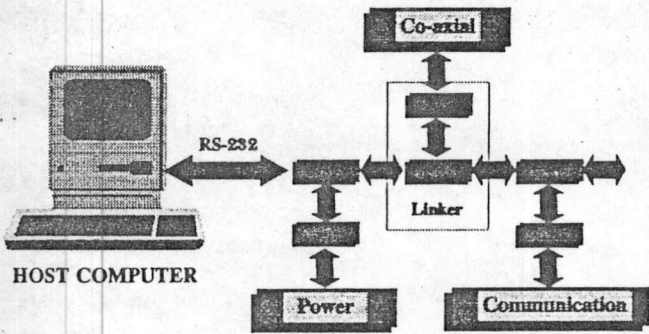 Co-axial
RS-232
Linker
HOST COMPUTER
Power
Communication